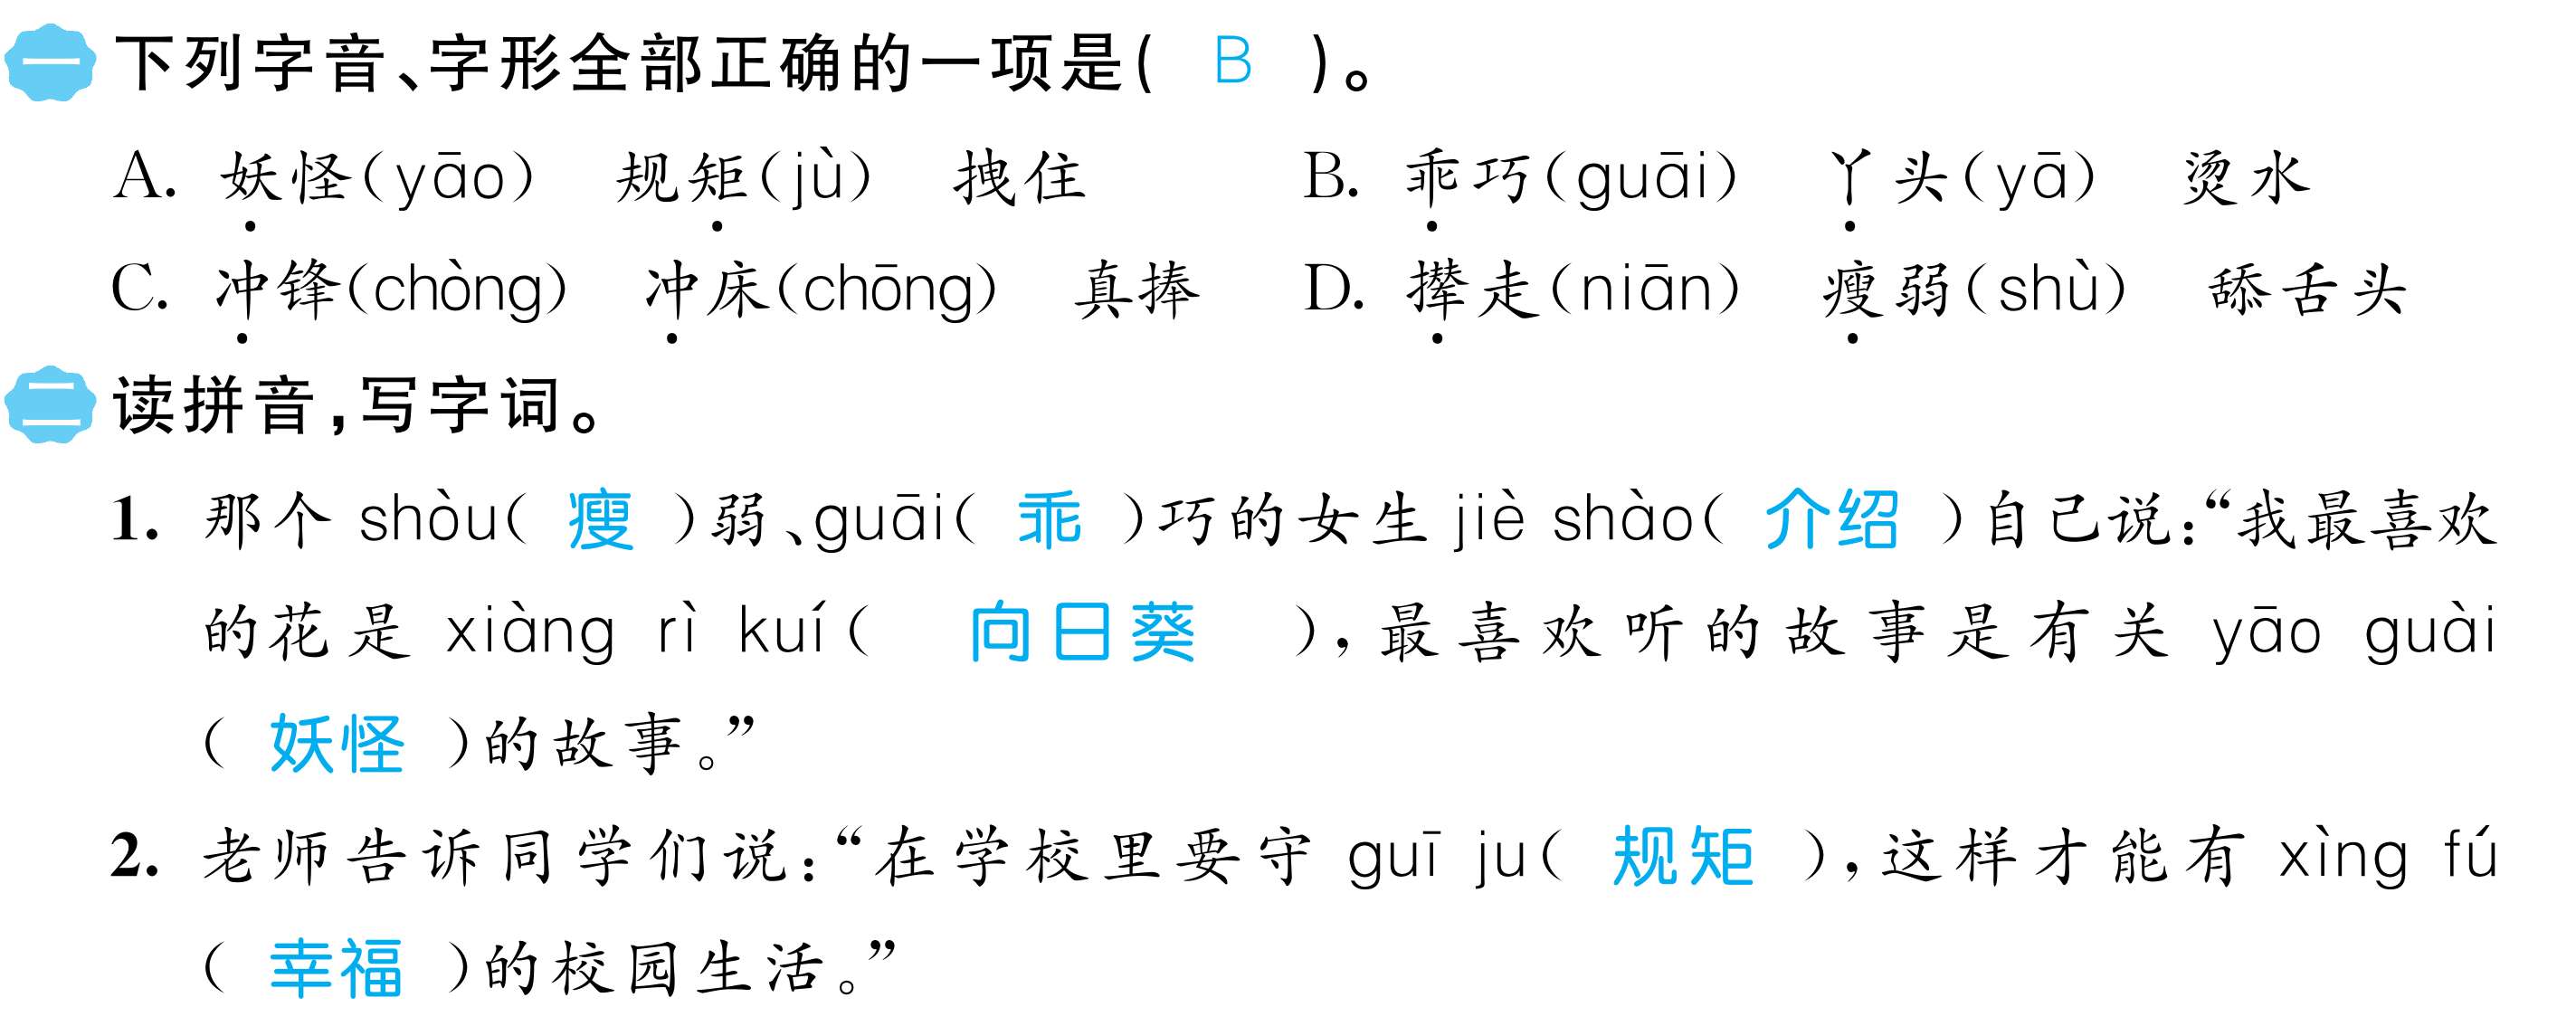 一 下列字音、字形全部正确的一项是( B )。
A. 妖怪(yāo) 规矩(jù) 拽住 B. 乖巧(guāi) 丫头(yā) 烫水
C. 冲锋(chòng) 冲床(chōng) 真捧 D. 撵走(niān) 瘦弱(shù) 舔舌头
二 读拼音,写字词。
1. 那个 shòu( 瘦 )弱、guāi( 乖 )巧的女生 jiè shào( 介绍 )自己说:“我最喜欢
的花是 xiàng rì kuí( 向日葵 ),最喜欢听的故事是有关 yāo guài
( 妖怪 )的故事。”
2. 老师告诉同学们说:“在学校里要守 guī ju( 规矩 ),这样才能有 xìng fú
( 幸福 )的校园生活。”